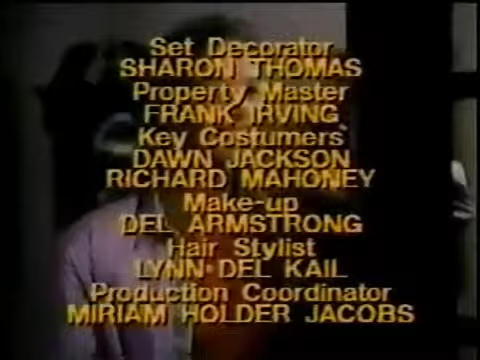 Set Decorator
SHARON THOMAS
Property Master
FRANK IRVING
Key Costumers
DAWN JACKSON
RICHARD MAHONEY
Make-up
DEL ARMSTRONG
Hair Stylist
LYNN DEL KAIL
Production Coordinator
MIRIAM HOLDER JACOBS